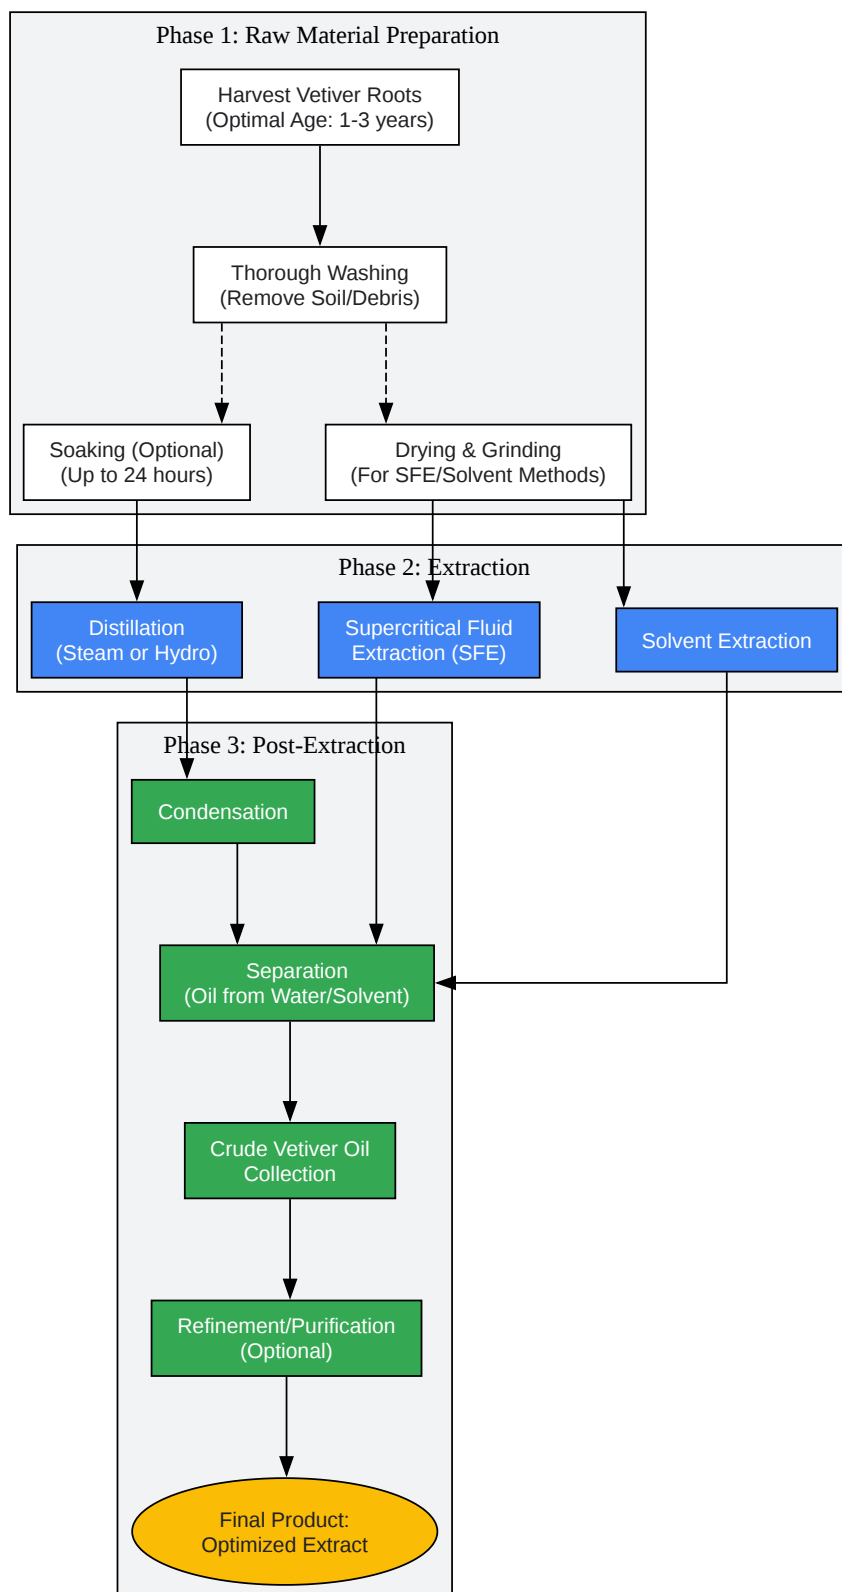 Phase 1: Raw Material Preparation
Harvest Vetiver Roots
(Optimal Age: 1-3 years)
Thorough Washing
(Remove Soil/Debris)
Soaking (Optional)
(Up to 24 hours)
Drying & Grinding
(For SFE/Solvent Methods)
Phase 2: Extraction
Distillation
(Steam or Hydro)
Supercritical Fluid
Extraction (SFE)
Solvent Extraction
Phase 3: Post-Extraction
Condensation
Separation
(Oil from Water/Solvent)
Crude Vetiver Oil
Collection
Refinement/Purification
(Optional)
Final Product:
Optimized Extract